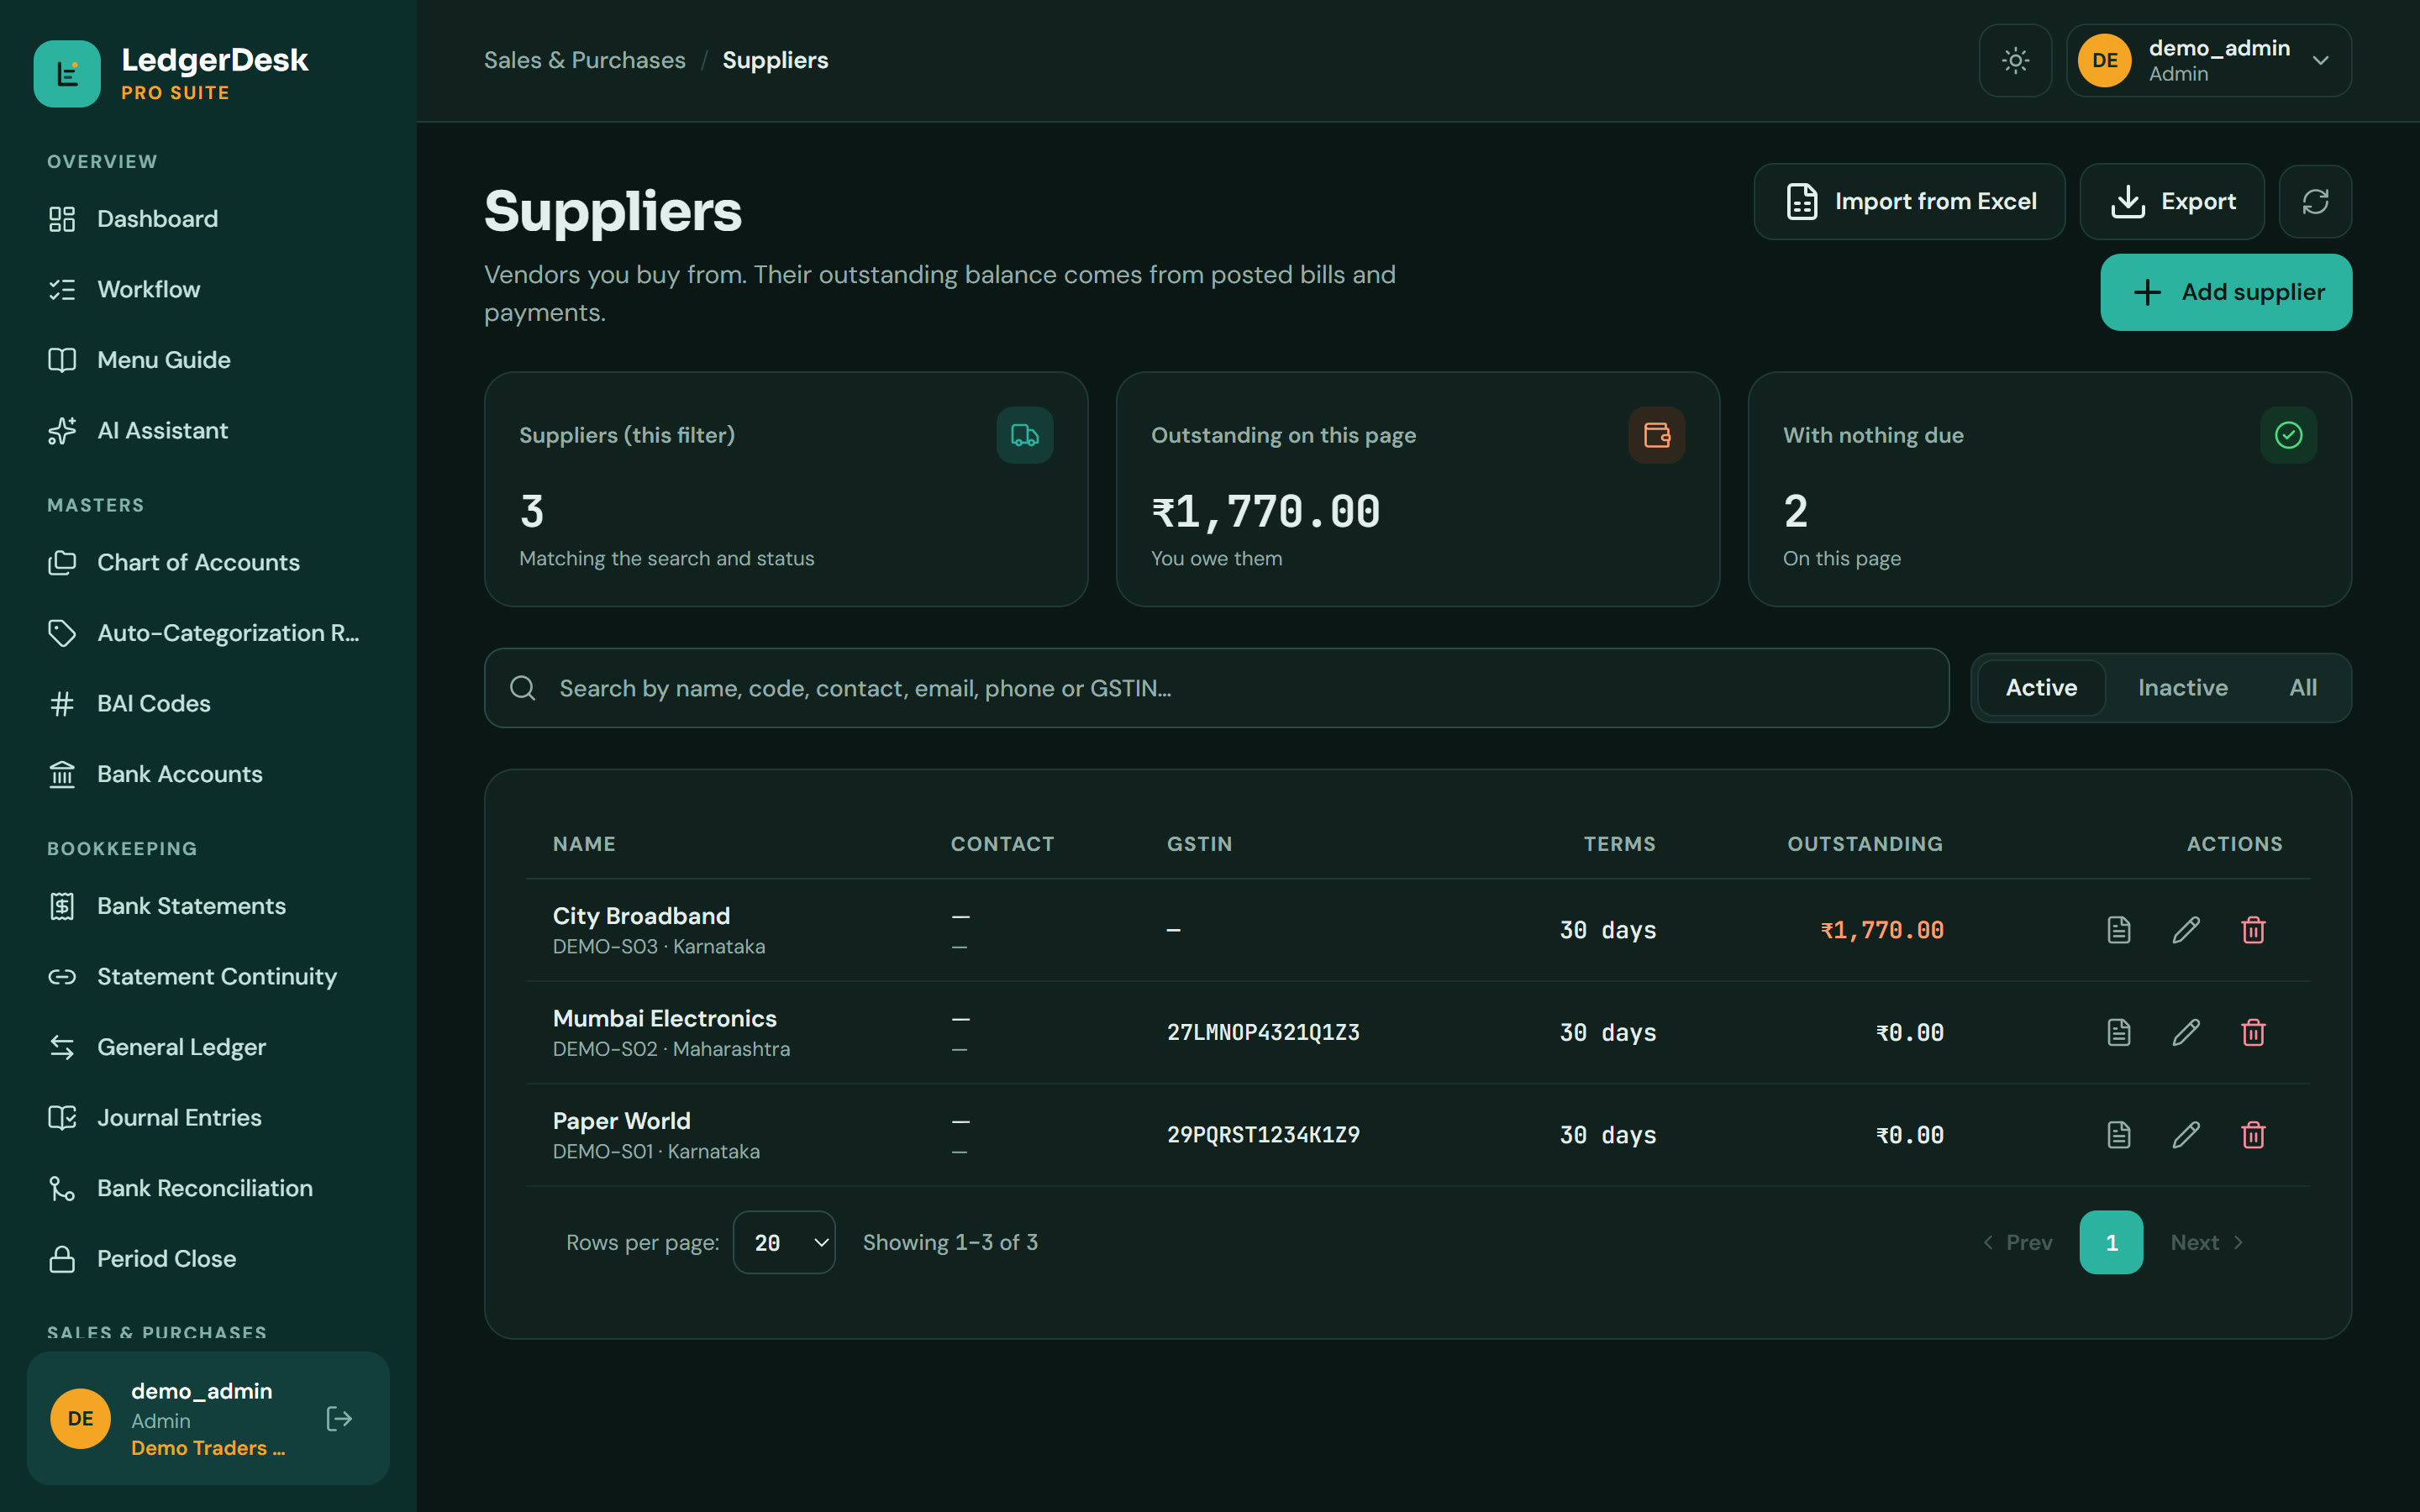 LedgerDesk
PRO SUITE
OVERVIEW
Dashboard
Workflow
Menu Guide
AI Assistant
MASTERS
Chart of Accounts
Auto-Categorization R...
BAI Codes
Bank Accounts
BOOKKEEPING
Bank Statements
Statement Continuity
General Ledger
Journal Entries
Bank Reconciliation
Period Close
SALES & PURCHASES
DE
demo_admin
Admin
Demo Traders ...
Sales & Purchases / Suppliers
DE
demo_admin
Admin
Suppliers
Vendors you buy from. Their outstanding balance comes from posted bills and
payments.
Import from Excel
Export
Add supplier
Suppliers (this filter)
3
Matching the search and status
Outstanding on this page
₹1,770.00
You owe them
With nothing due
2
On this page
Search by name, code, contact, email, phone or GSTIN...
Active Inactive All
NAME CONTACT GSTIN TERMS OUTSTANDING ACTIONS
City Broadband — — 30 days ₹1,770.00
DEMO-S03 · Karnataka —
Mumbai Electronics — 27LMNOP4321Q1Z3 30 days ₹0.00
DEMO-S02 · Maharashtra —
Paper World — 29PQRST1234K1Z9 30 days ₹0.00
DEMO-S01 · Karnataka —
Rows per page: 20 Showing 1–3 of 3 Prev 1 Next